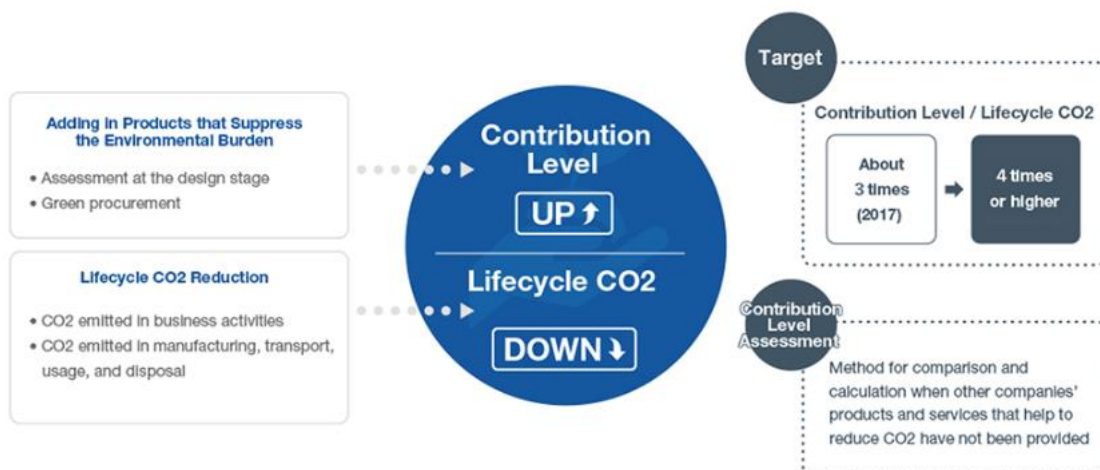 Adding in Products that Suppress
the Environmental Burden
• Assessment at the design stage
• Green procurement
Lifecycle CO2 Reduction
• CO2 emitted in business activities
• CO2 emitted in manufacturing, transport,
usage, and disposal
Contribution
Level
UP
Lifecycle CO2
DOWN
Target
Contribution Level / Lifecycle CO2
About
3 times
(2017)
4 times
or higher
Contribution
Level
Assessment
Method for comparison and
calculation when other companies'
products and services that help to
reduce CO2 have not been provided